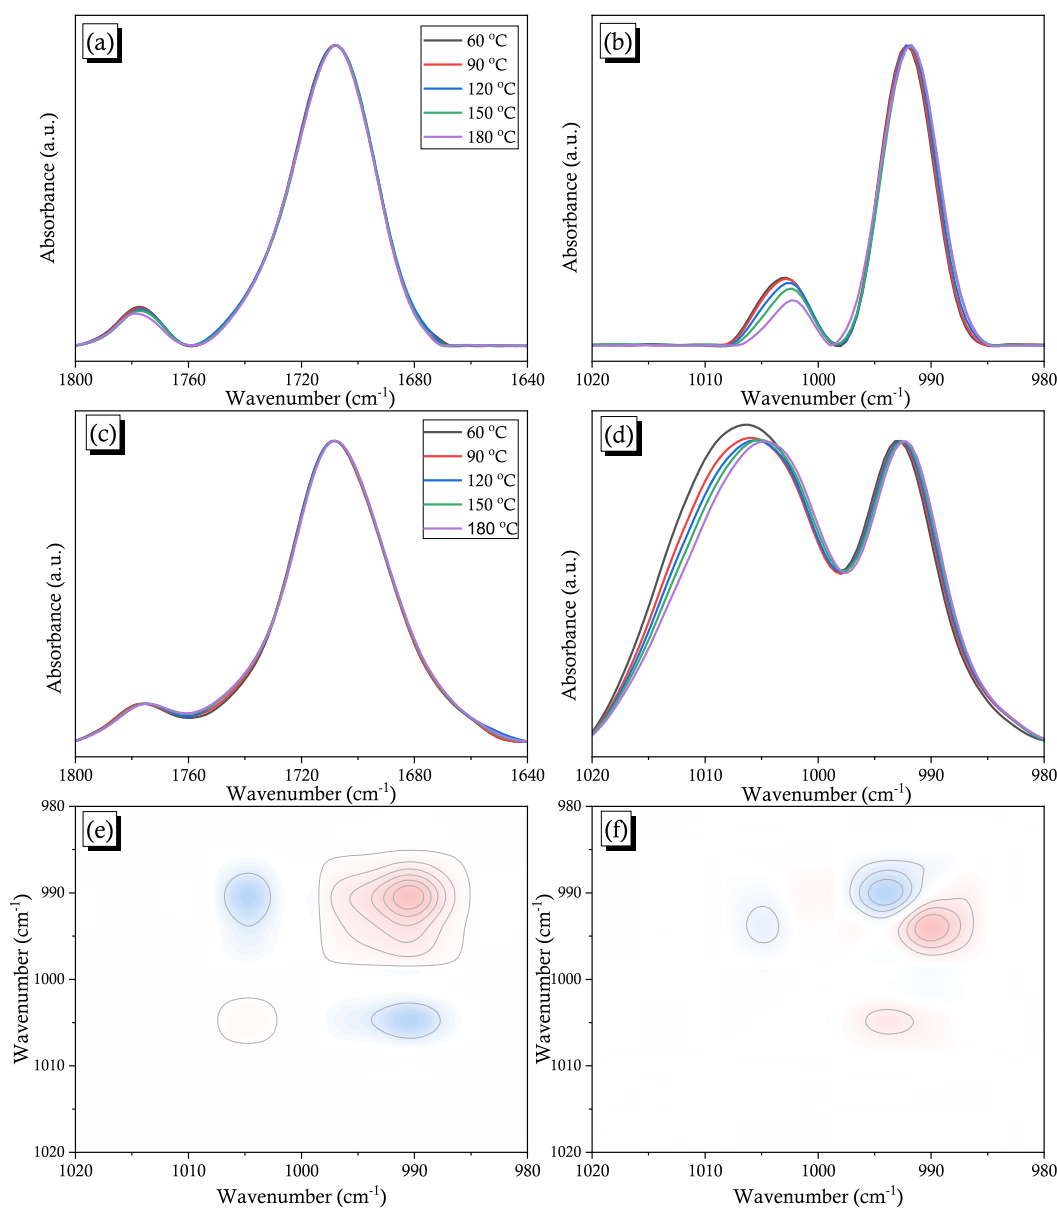 (a)
60 °C
90 °C
120 °C
150 °C
180 °C
Absorbance (a.u.)
1800 1760 1720 1680 1640
Wavenumber (cm⁻¹)
(b)
Absorbance (a.u.)
1020 1010 1000 990 980
Wavenumber (cm⁻¹)
(c)
60 °C
90 °C
120 °C
150 °C
180 °C
Absorbance (a.u.)
1800 1760 1720 1680 1640
Wavenumber (cm⁻¹)
(d)
Absorbance (a.u.)
1020 1010 1000 990 980
Wavenumber (cm⁻¹)
(e)
980
990
1000
1010
1020
Wavenumber (cm⁻¹)
1020 1010 1000 990 980
Wavenumber (cm⁻¹)
(f)
980
990
1000
1010
1020
Wavenumber (cm⁻¹)
1020 1010 1000 990 980
Wavenumber (cm⁻¹)